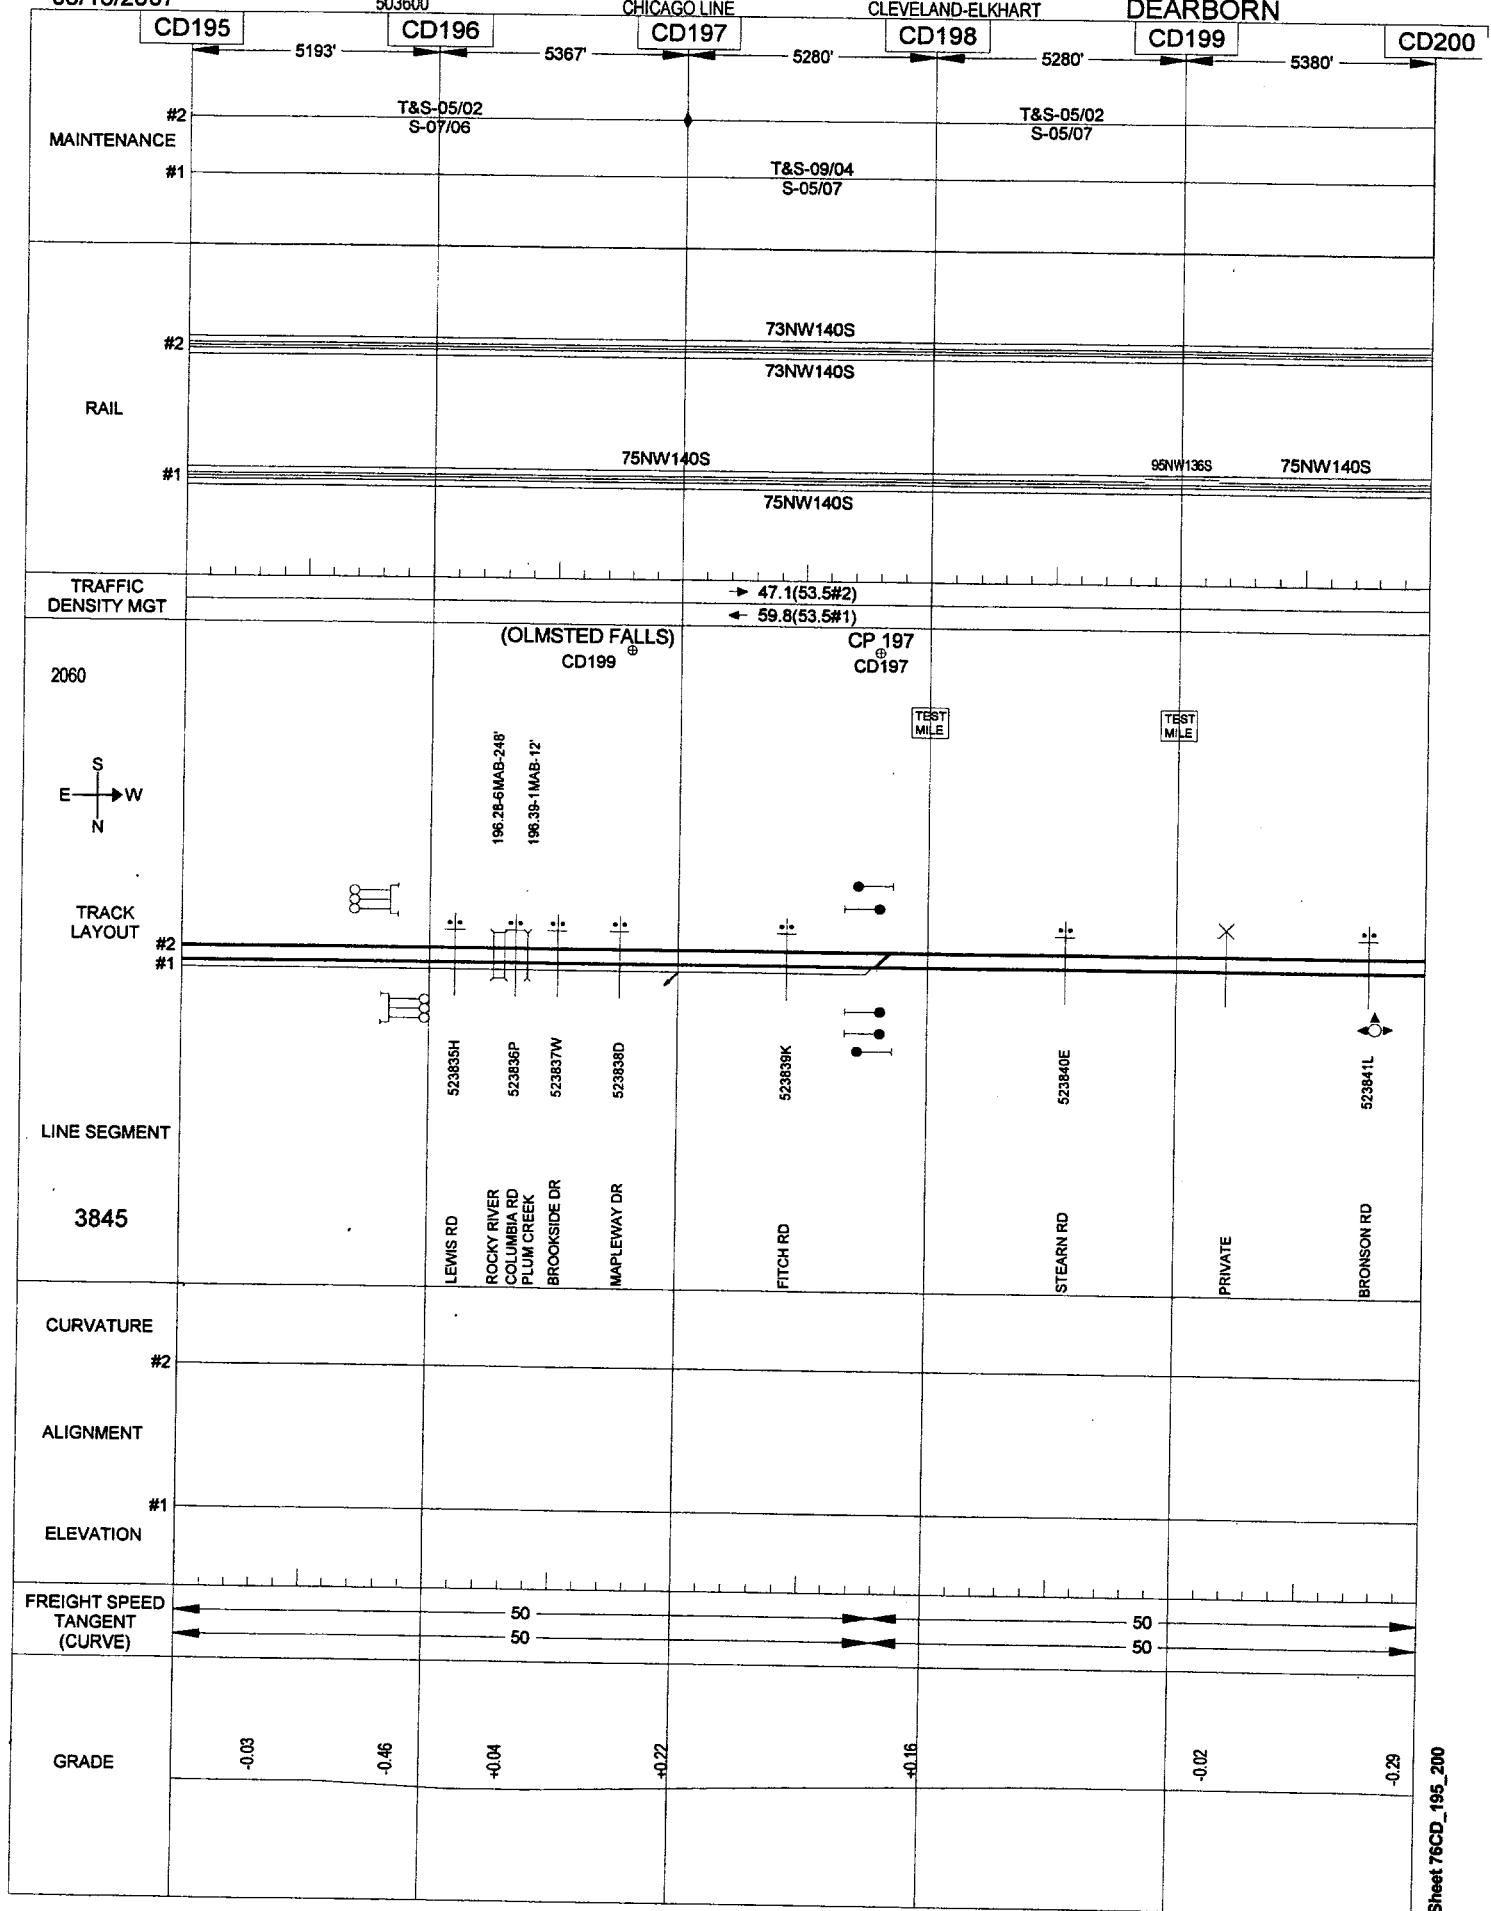 503600
CHICAGO LINE
CLEVELAND-ELKHART
DEARBORN
CD195
CD196
CD197
CD198
CD199
CD200
5193'
5367'
5280'
5280'
5380'
MAINTENANCE
#2
T&S-05/02
S-07/06
T&S-05/02
S-05/07
#1
T&S-09/04
S-05/07
RAIL
#2
73NW140S
73NW140S
#1
75NW140S
95NW136S
75NW140S
75NW140S
TRAFFIC
DENSITY MGT
47.1(53.5#2)
59.8(53.5#1)
2060
(OLMSTED FALLS)
CD199
CP 197
CD197
TEST
MILE
TEST
MILE
S
E
W
N
196.28-6MAB-248'
196.39-1MAB-12'
TRACK
LAYOUT
#2
#1
523835H
523836P
523837W
523838D
523839K
523840E
523841L
LINE SEGMENT
3845
LEWIS RD
ROCKY RIVER
COLUMBIA RD
PLUM CREEK
BROOKSIDE DR
MAPLEWAY DR
FITCH RD
STEARN RD
PRIVATE
BRONSON RD
CURVATURE
#2
ALIGNMENT
#1
ELEVATION
FREIGHT SPEED
TANGENT
(CURVE)
50
50
50
50
GRADE
-0.03
-0.46
+0.04
+0.22
+0.16
-0.02
-0.29
Sheet 76CD_195_200